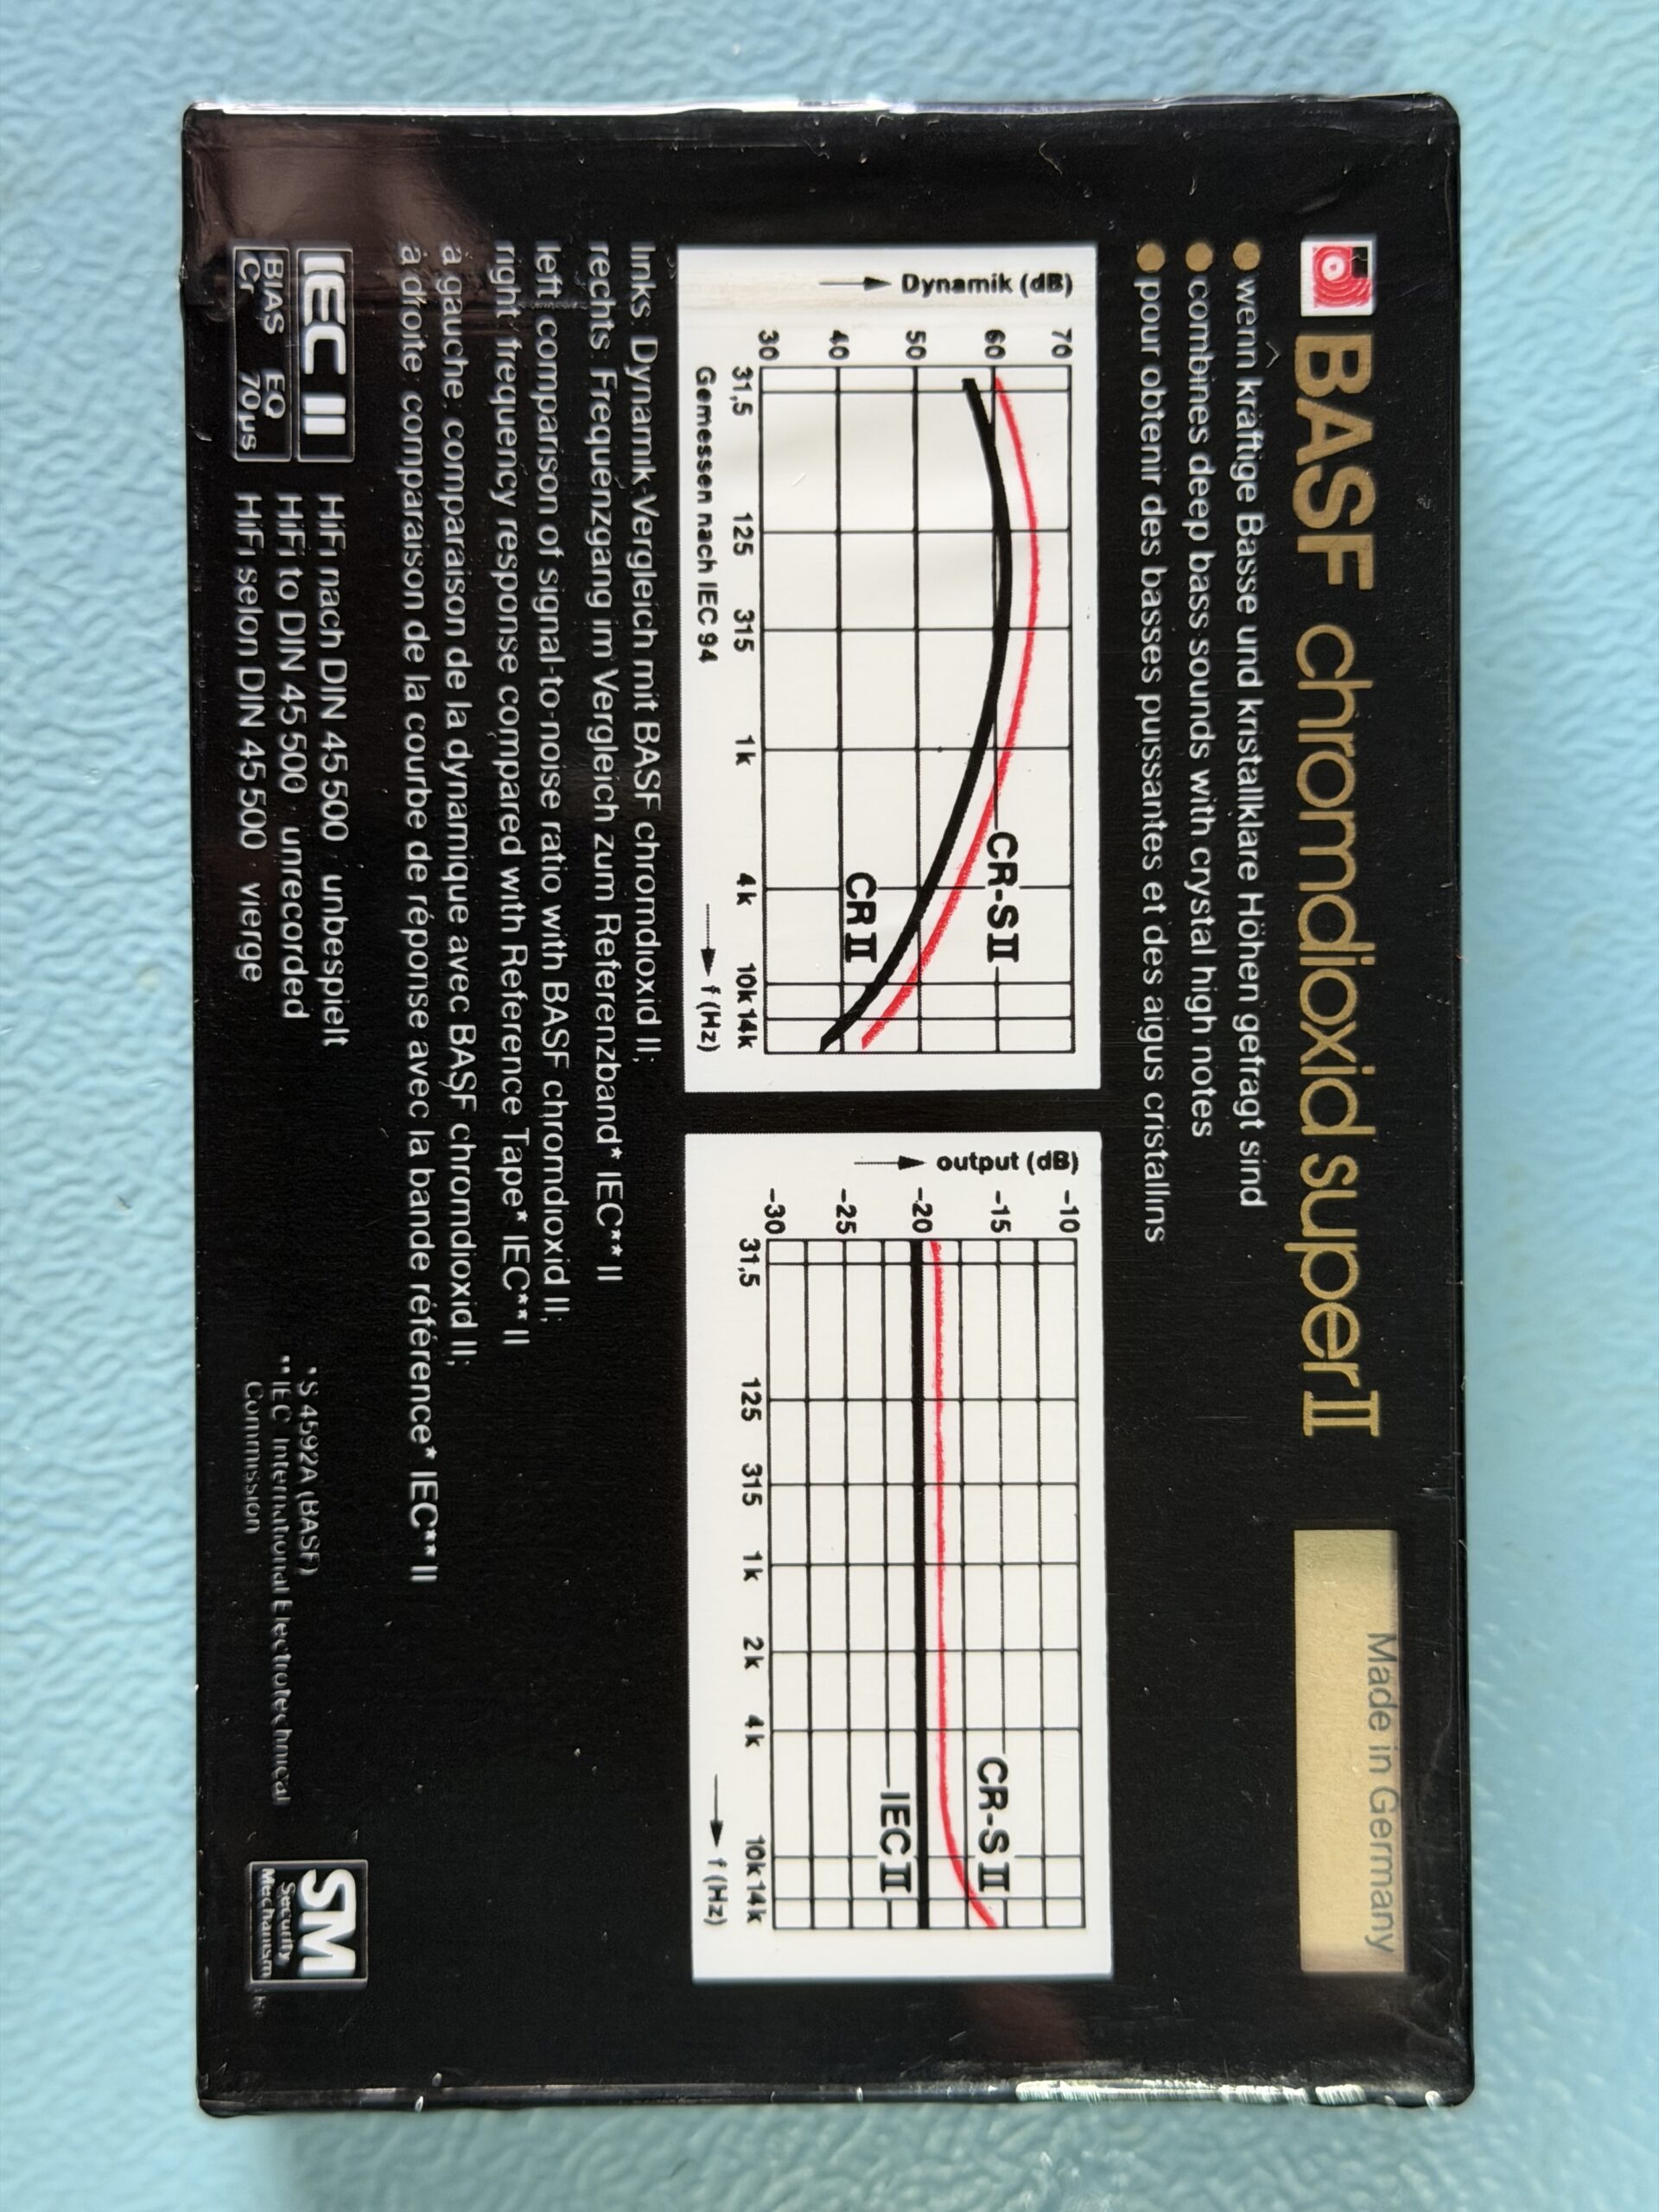 BASF chromdioxid super II
Made in Germany
wenn kräftige Bässe und kristallklare Höhen gefragt sind
combines deep bass sounds with crystal high notes
pour obtenir des basses puissantes et des aigus cristallins
Dynamik (dB)
70
60
50
40
30
31,5 125 315 1k 4k 10k 14k
Gemessen nach IEC 94
f (Hz)
CR-S II
CR II
output (dB)
-10
-15
-20
-25
-30
31,5 125 315 1k 2k 4k 10k 14k
f (Hz)
CR-S II
IEC II
links: Dynamik-Vergleich mit BASF chromdioxid II;
rechts: Frequenzgang im Vergleich zum Referenzband* IEC** II
left: comparison of signal-to-noise ratio with BASF chromdioxid II;
right: frequency response compared with Reference Tape* IEC** II
à gauche: comparaison de la dynamique avec BASF chromdioxid II;
à droite: comparaison de la courbe de réponse avec la bande référence* IEC** II
IEC II
BIAS EQ
Cr 70µs
HiFi nach DIN 45 500 unbespielt
HiFi to DIN 45 500 unrecorded
HiFi selon DIN 45 500 vierge
*S 4592A (BASF)
**IEC International Electrotechnical
Commission
SM
Security
Mechanism